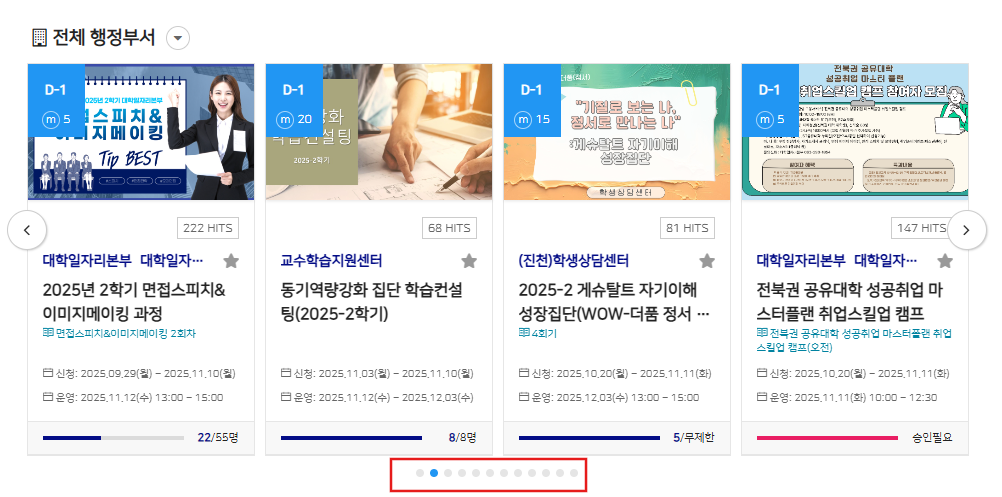 전체 행정부서
D-1
m 5
2025년 2학기 대학일자리본부
면접스피치&
이미지메이킹
Tip BEST
D-1
m 20
강화
학습컨설팅
2025-2학기
D-1
m 15
더품(정서)
"기질로 보는 나,
정서로 만나는 나"
:게슈탈트 자기이해
성장집단
학생상담센터
D-1
m 5
전북권 공유대학
성공취업 마스터 플랜
취업스킬업 캠프 참여자 모집
222 HITS
대학일자리본부 대학일자…
2025년 2학기 면접스피치&
이미지메이킹 과정
면접스피치&이미지메이킹 2회차
신청: 2025.09.29(월) – 2025.11.10(월)
운영: 2025.11.12(수) 13:00 – 15:00
22/55명
68 HITS
교수학습지원센터
동기역량강화 집단 학습컨설
팅(2025-2학기)
신청: 2025.11.03(월) – 2025.11.10(월)
운영: 2025.11.12(수) – 2025.12.03(수)
8/8명
81 HITS
(진천)학생상담센터
2025-2 게슈탈트 자기이해
성장집단(WOW-더품 정서 …
4회기
신청: 2025.10.20(월) – 2025.11.11(화)
운영: 2025.12.03(수) 13:00 – 15:00
5/무제한
147 HITS
대학일자리본부 대학일자…
전북권 공유대학 성공취업 마
스터플랜 취업스킬업 캠프
전북권 공유대학 성공취업 마스터플랜 취업
스킬업 캠프(오전)
신청: 2025.10.20(월) – 2025.11.11(화)
운영: 2025.11.11(화) 10:00 – 12:30
승인필요